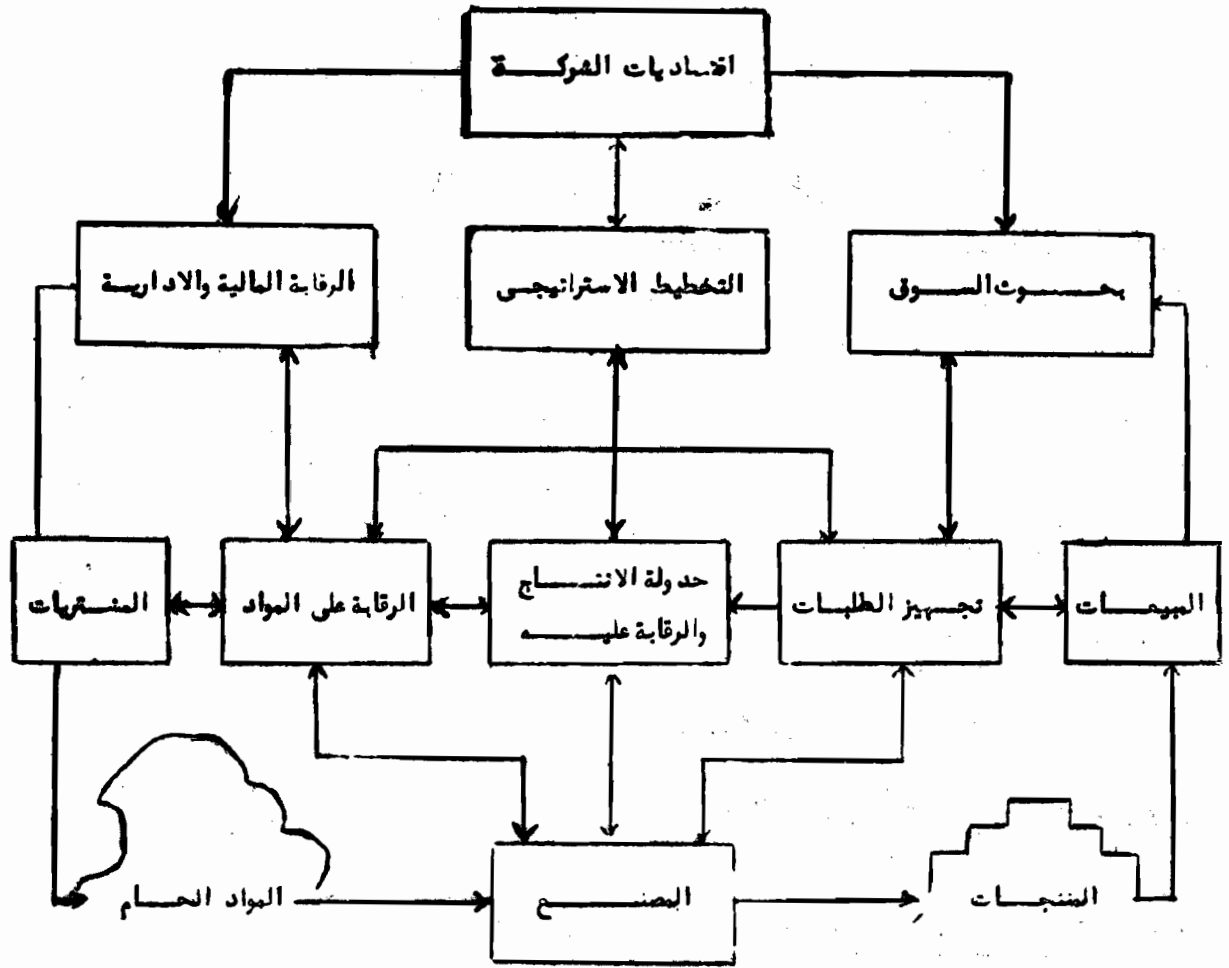 اقتصاديات الشركة
بحوث السوق
التخطيط الاستراتيجى
الرقابة المالية والادارية
المبيعات
تجهيز الطلبات
جدولة الانتاج
والرقابة عليه
الرقابة على المواد
المشتريات
المنتجات
المصنع
المواد الخام